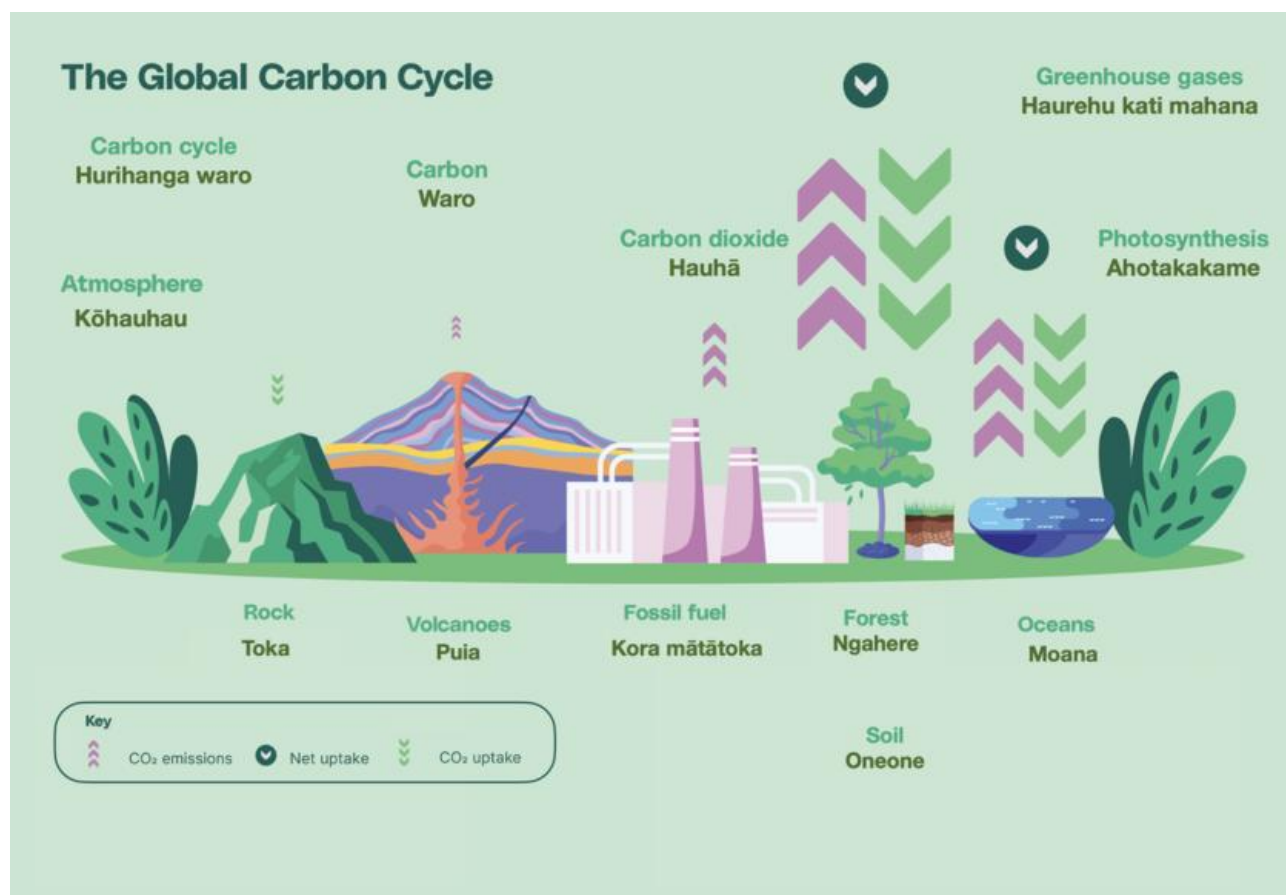 The Global Carbon Cycle
Greenhouse gases
Haurehu kati mahana
Carbon cycle
Hurihanga waro
Carbon
Waro
Carbon dioxide
Hauhā
Photosynthesis
Ahotakakame
Atmosphere
Kōhauhau
Rock
Toka
Volcanoes
Puia
Fossil fuel
Kora mātātoka
Forest
Ngahere
Oceans
Moana
Soil
Oneone
Key
CO₂ emissions
Net uptake
CO₂ uptake